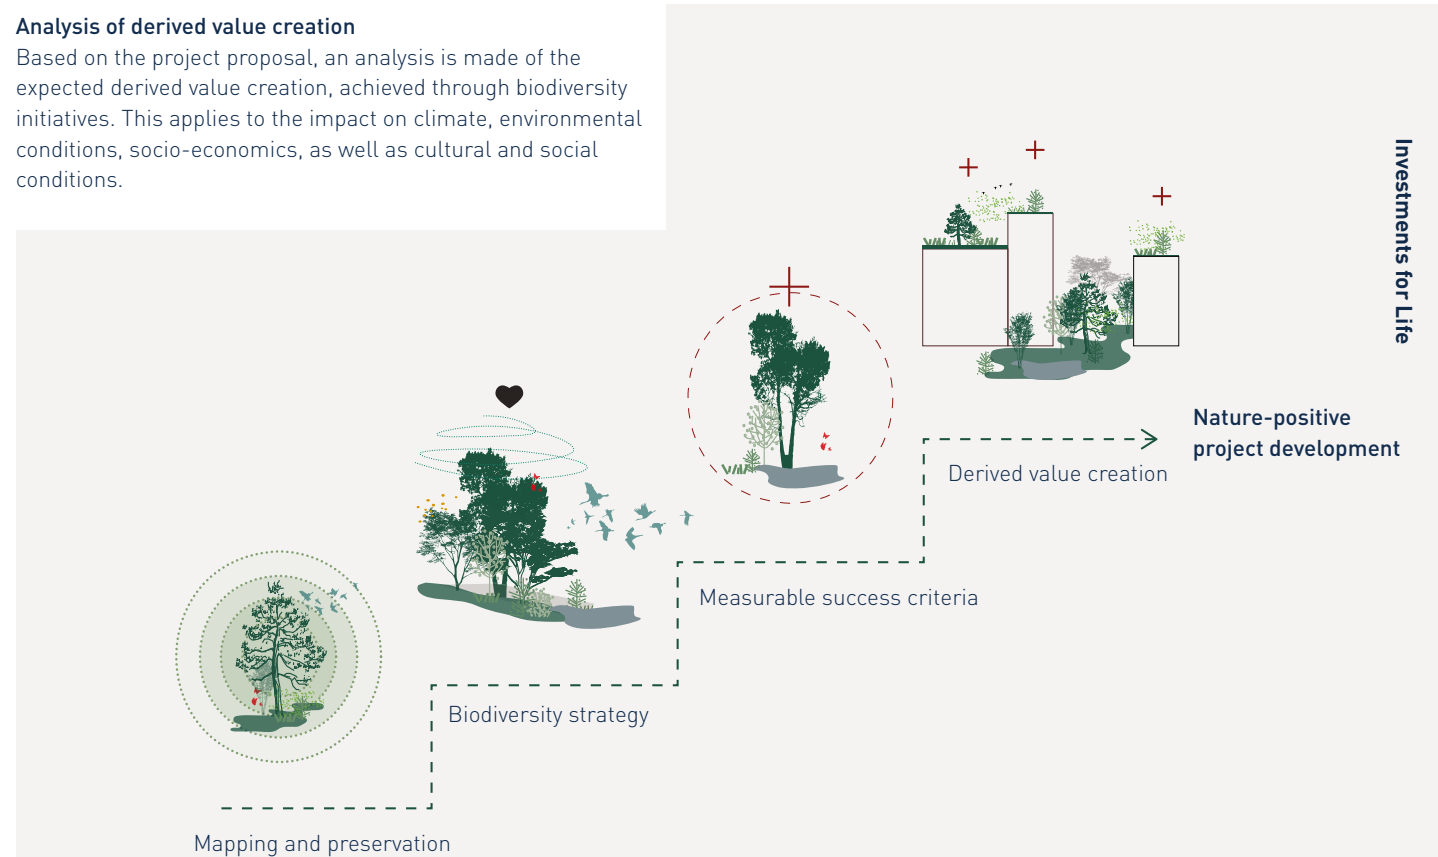 Analysis of derived value creation
Based on the project proposal, an analysis is made of the
expected derived value creation, achieved through biodiversity
initiatives. This applies to the impact on climate, environmental
conditions, socio-economics, as well as cultural and social
conditions.
Investments for Life
Nature-positive
project development
Derived value creation
Measurable success criteria
Biodiversity strategy
Mapping and preservation